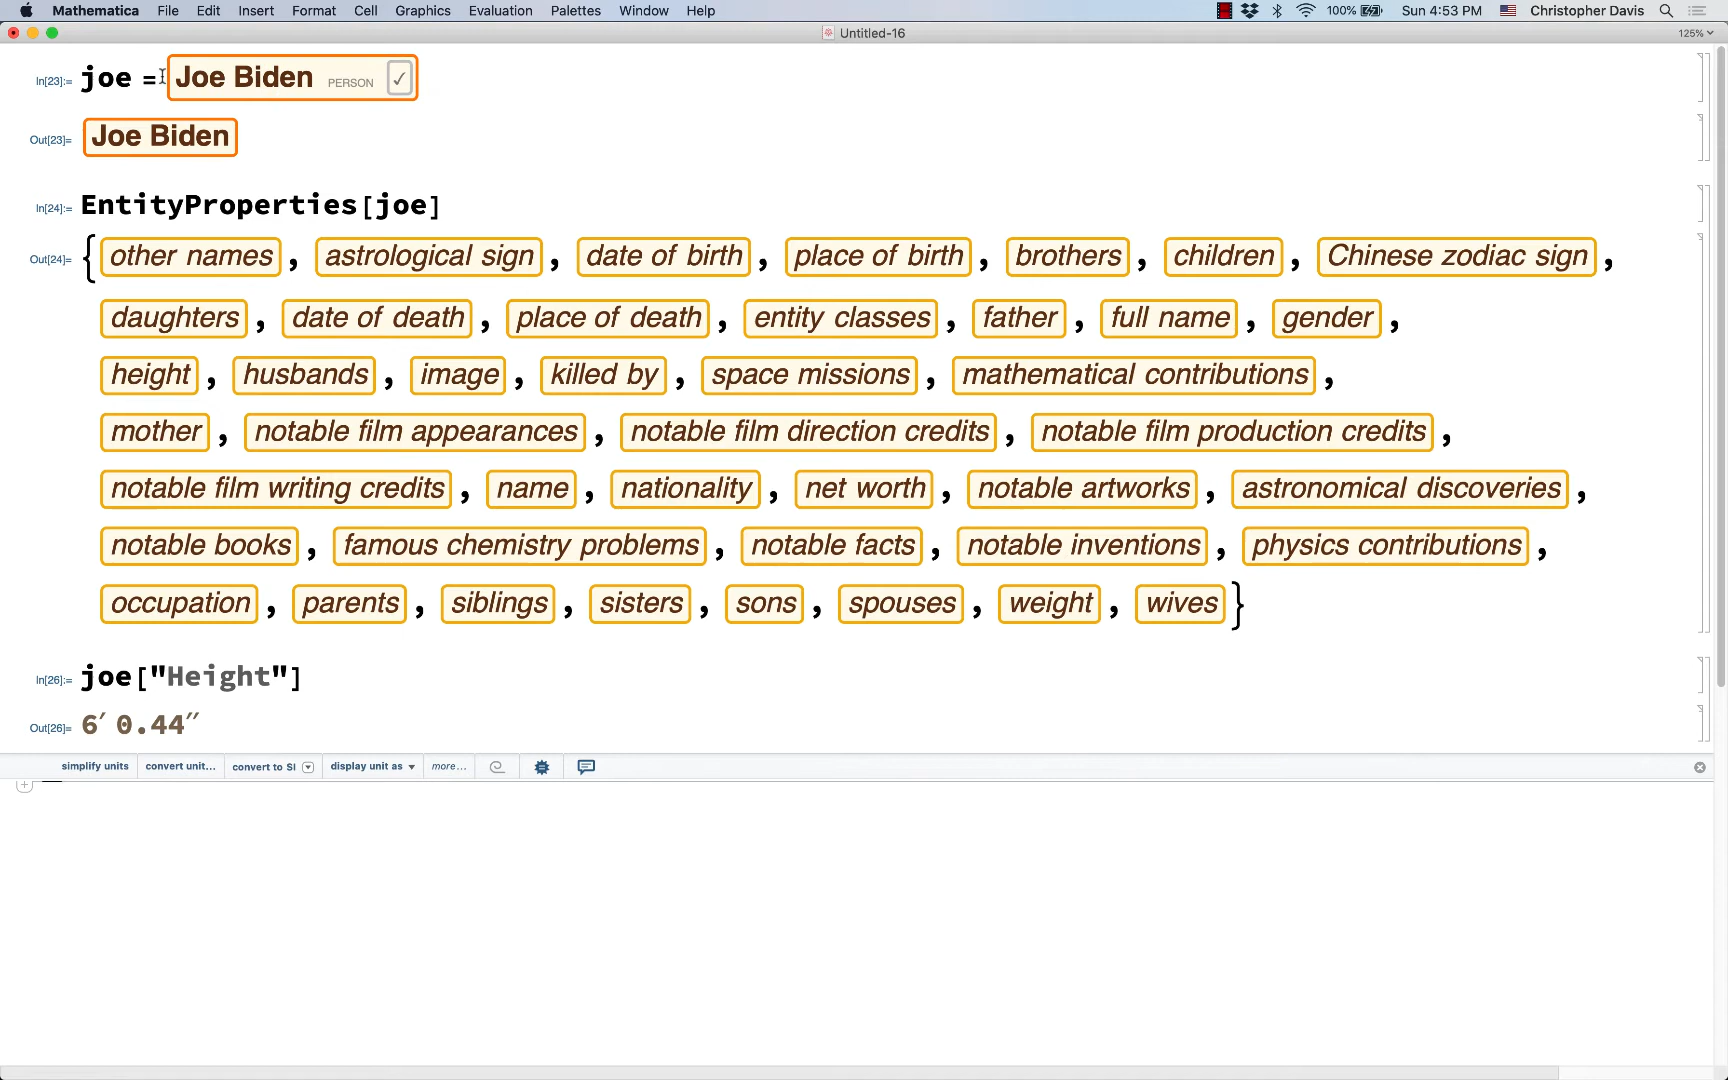 Mathematica File Edit Insert Format Cell Graphics Evaluation Palettes Window Help 100% Sun 4:53 PM Christopher Davis
Untitled-16 125%
In[23]:= joe = Joe Biden PERSON ✓
Out[23]= Joe Biden
In[24]:= EntityProperties[joe]
Out[24]= { other names , astrological sign , date of birth , place of birth , brothers , children , Chinese zodiac sign ,
daughters , date of death , place of death , entity classes , father , full name , gender ,
height , husbands , image , killed by , space missions , mathematical contributions ,
mother , notable film appearances , notable film direction credits , notable film production credits ,
notable film writing credits , name , nationality , net worth , notable artworks , astronomical discoveries ,
notable books , famous chemistry problems , notable facts , notable inventions , physics contributions ,
occupation , parents , siblings , sisters , sons , spouses , weight , wives }
In[26]:= joe["Height"]
Out[26]= 6′ 0.44″
simplify units convert unit... convert to SI display unit as more...